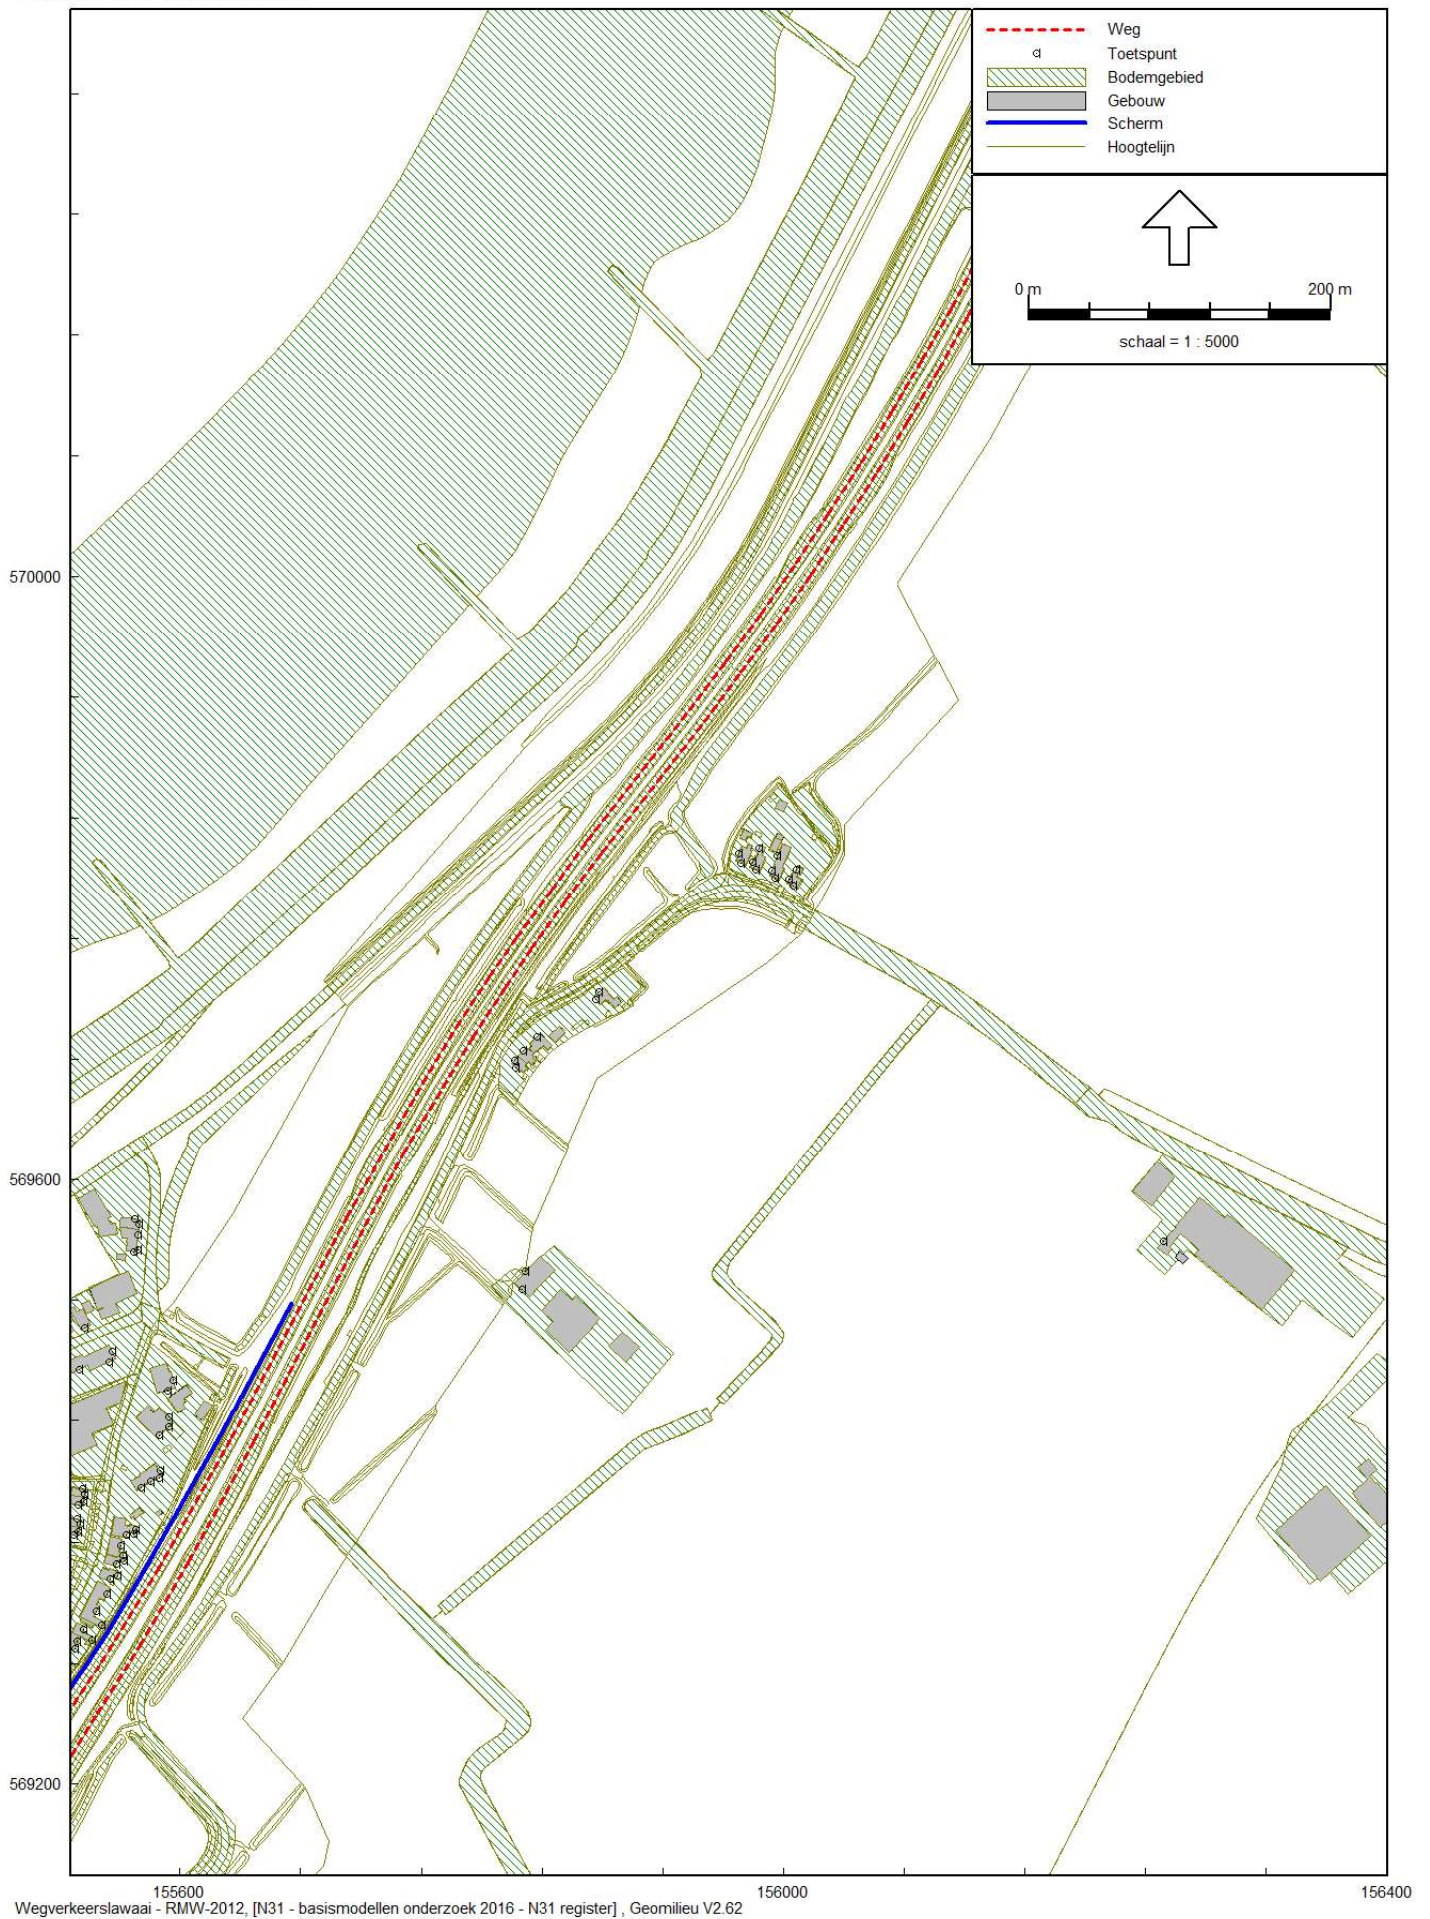 Weg
Toetspunt
Bodemgebied
Gebouw
Scherm
Hoogtelijn
0 m 200 m
schaal = 1 : 5000
570000
569600
569200
155600 156000 156400
Wegverkeerslawaai - RMW-2012, [N31 - basismodellen onderzoek 2016 - N31 register] , Geomilieu V2.62